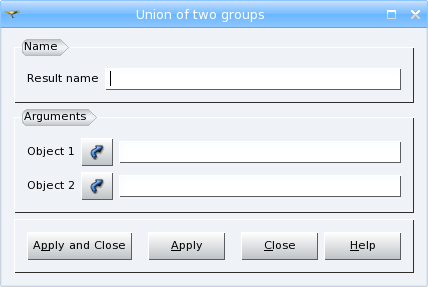 Union of two groups
Name
Result name
Arguments
Object 1
Object 2
Apply and Close Apply Close Help